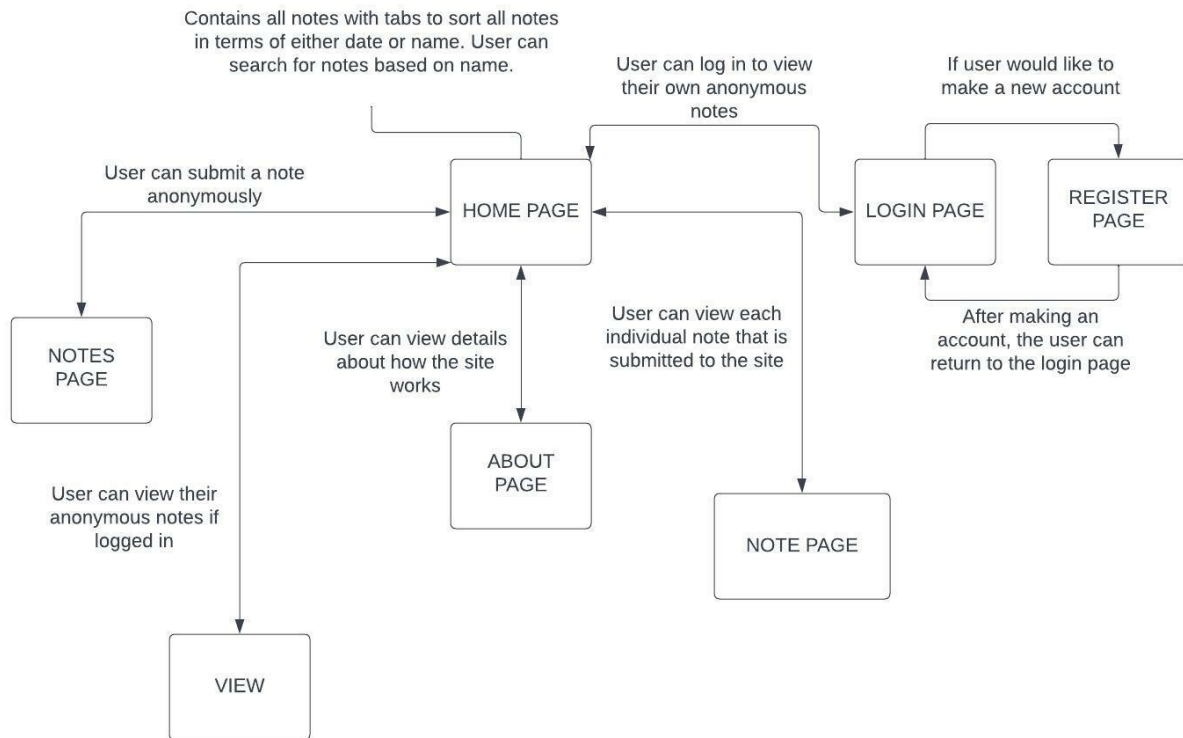 Contains all notes with tabs to sort all notes
in terms of either date or name. User can
search for notes based on name.
User can log in to view
their own anonymous
notes
If user would like to
make a new account
User can submit a note
anonymously
HOME PAGE
LOGIN PAGE
REGISTER
PAGE
NOTES
PAGE
User can view details
about how the site
works
User can view each
individual note that is
submitted to the site
After making an
account, the user can
return to the login page
ABOUT
PAGE
User can view their
anonymous notes if
logged in
NOTE PAGE
VIEW